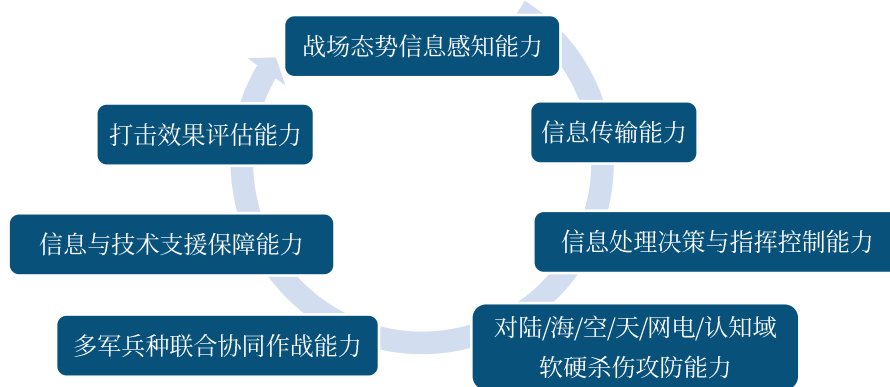 战场态势信息感知能力
打击效果评估能力
信息传输能力
信息与技术支援保障能力
信息处理决策与指挥控制能力
多军兵种联合协同作战能力
对陆/海/空/天/网电/认知域
软硬杀伤攻防能力